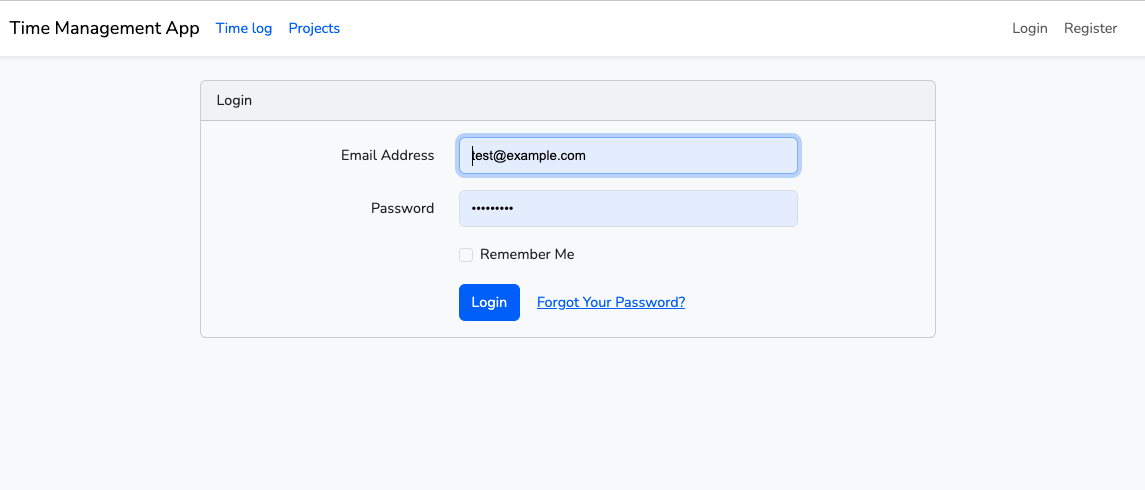 Time Management App Time log Projects Login Register
Login
Email Address test@example.com
Password •••••••••
Remember Me
Login Forgot Your Password?